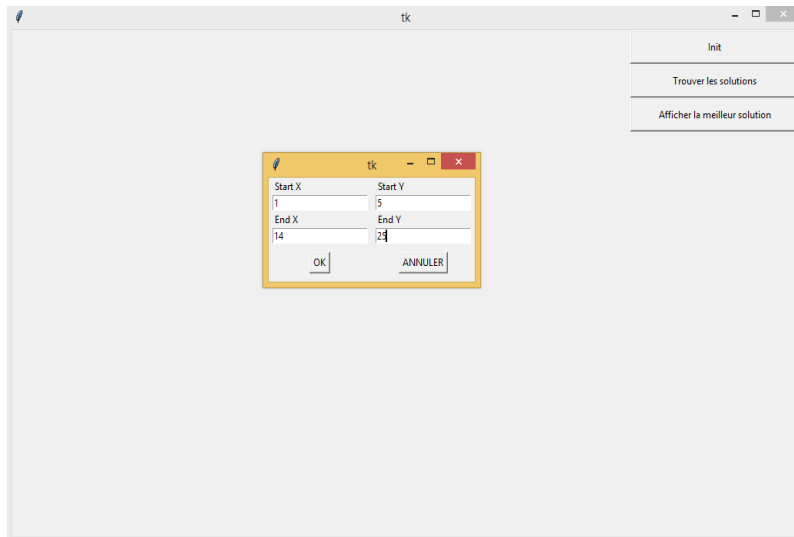 tk
Init
Trouver les solutions
Afficher la meilleur solution
tk
Start X Start Y
1 5
End X End Y
14 25
OK ANNULER